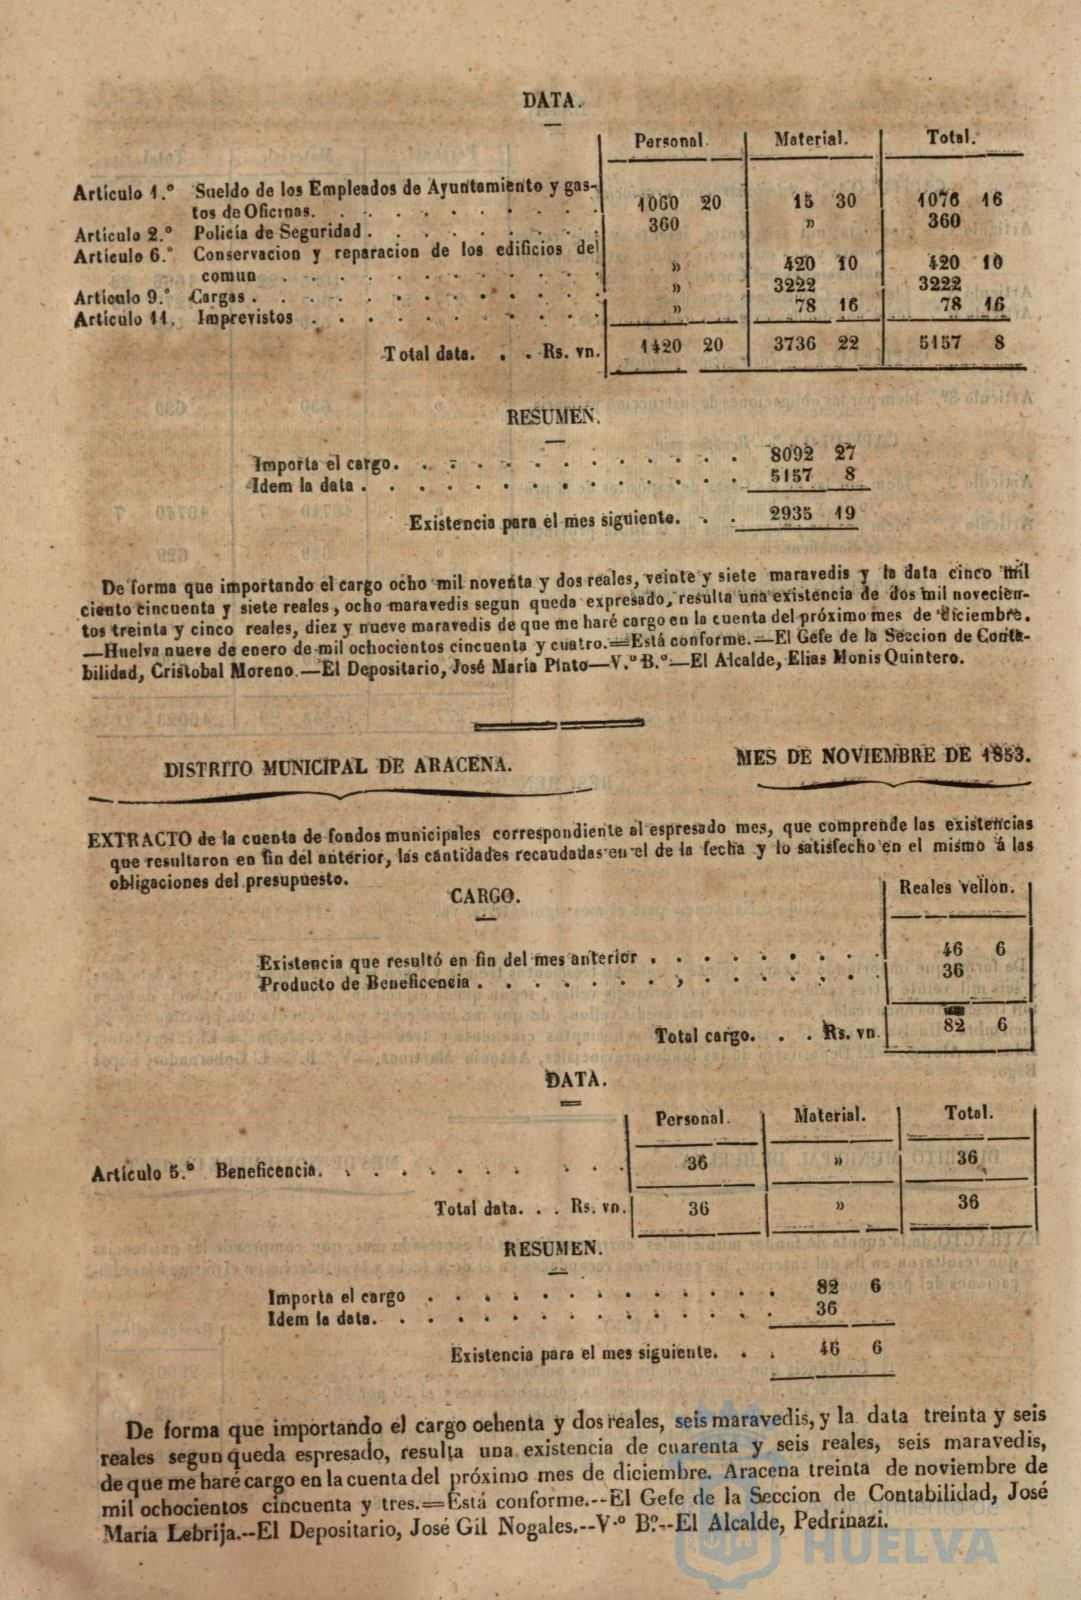 DATA.
Personal. Material. Total.
Artículo 1.º Sueldo de los Empleados de Ayuntamiento y gas-
tos de Oficinas. . . . . . . . . . . 1060 20 15 30 1076 16
Artículo 2.º Policía de Seguridad . . . . . . . . . 360 » 360
Artículo 6.º Conservacion y reparacion de los edificios del
comun . . . . . . . . . . . . » 420 10 420 10
Artículo 9.º Cargas . . . . . . . . . . . . » 3222 3222
Artículo 11. Imprevistos . . . . . . . . . . . » 78 16 78 16
Total data. . . Rs. vn. 1420 20 3736 22 5157 8
RESUMEN.
Importa el cargo. . . . . . . . . . . . . 8092 27
Idem la data . . . . . . . . . . . . . . 5157 8
Existencia para el mes siguiente. . . 2935 19
De forma que importando el cargo ocho mil noventa y dos reales, veinte y siete maravedis y la data cinco mil
ciento cincuenta y siete reales, ocho maravedis segun queda expresado, resulta una existencia de dos mil novecien-
tos treinta y cinco reales, diez y nueve maravedis de que me haré cargo en la cuenta del próximo mes de diciembre.
—Huelva nueve de enero de mil ochocientos cincuenta y cuatro.=Está conforme.—El Gefe de la Seccion de Conta-
bilidad, Cristobal Moreno.—El Depositario, José María Pinto—V.º B.º—El Alcalde, Elias Monis Quintero.
DISTRITO MUNICIPAL DE ARACENA. MES DE NOVIEMBRE DE 1853.
EXTRACTO de la cuenta de fondos municipales correspondiente al espresado mes, que comprende las existencias
que resultaron en fin del anterior, las cantidades recaudadas en el de la fecha y lo satisfecho en el mismo á las
obligaciones del presupuesto.
CARGO.
Reales vellon.
Existencia que resultó en fin del mes anterior . . . . . . . . 46 6
Producto de Beneficencia . . . . . . . . . . . . . . 36
Total cargo. . . Rs. vn. 82 6
DATA.
Personal. Material. Total.
Artículo 5.º Beneficencia. . . . . . . . . . . 36 » 36
Total data. . . Rs. vn. 36 » 36
RESUMEN.
Importa el cargo . . . . . . . . . . . . . 82 6
Idem la data. . . . . . . . . . . . . . . 36
Existencia para el mes siguiente. . . 46 6
De forma que importando el cargo oehenta y dos reales, seis maravedis, y la data treinta y seis
reales segun queda espresado, resulta una existencia de cuarenta y seis reales, seis maravedis,
de que me haré cargo en la cuenta del próximo mes de diciembre. Aracena treinta de noviembre de
mil ochocientos cincuenta y tres.=Está conforme.--El Gefe de la Seccion de Contabilidad, José
María Lebrija.--El Depositario, José Gil Nogales.--V.º B.º--El Alcalde, Pedrinazi.
HUELVA